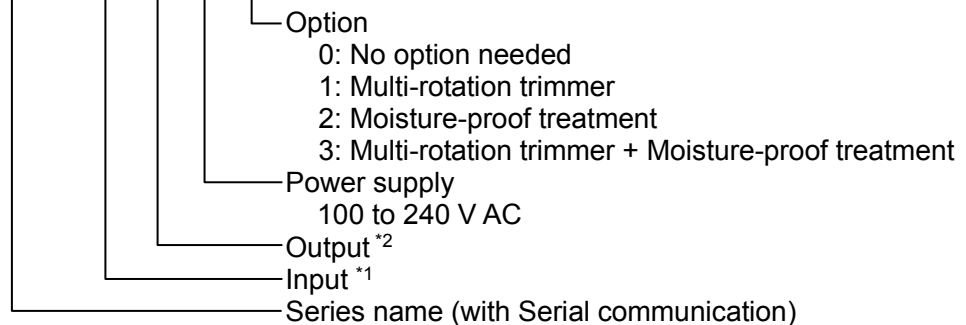 Option
0: No option needed
1: Multi-rotation trimmer
2: Moisture-proof treatment
3: Multi-rotation trimmer + Moisture-proof treatment
Power supply
100 to 240 V AC
Output *2
Input *1
Series name (with Serial communication)